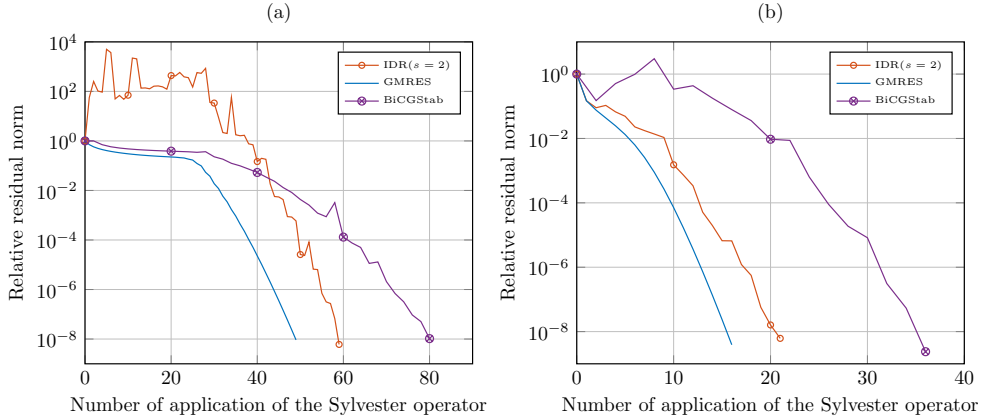 (a)
Relative residual norm
10^4
10^2
10^0
10^−2
10^−4
10^−6
10^−8
IDR(s = 2)
GMRES
BiCGStab
0 20 40 60 80
Number of application of the Sylvester operator
(b)
Relative residual norm
10^0
10^−2
10^−4
10^−6
10^−8
IDR(s = 2)
GMRES
BiCGStab
0 10 20 30 40
Number of application of the Sylvester operator